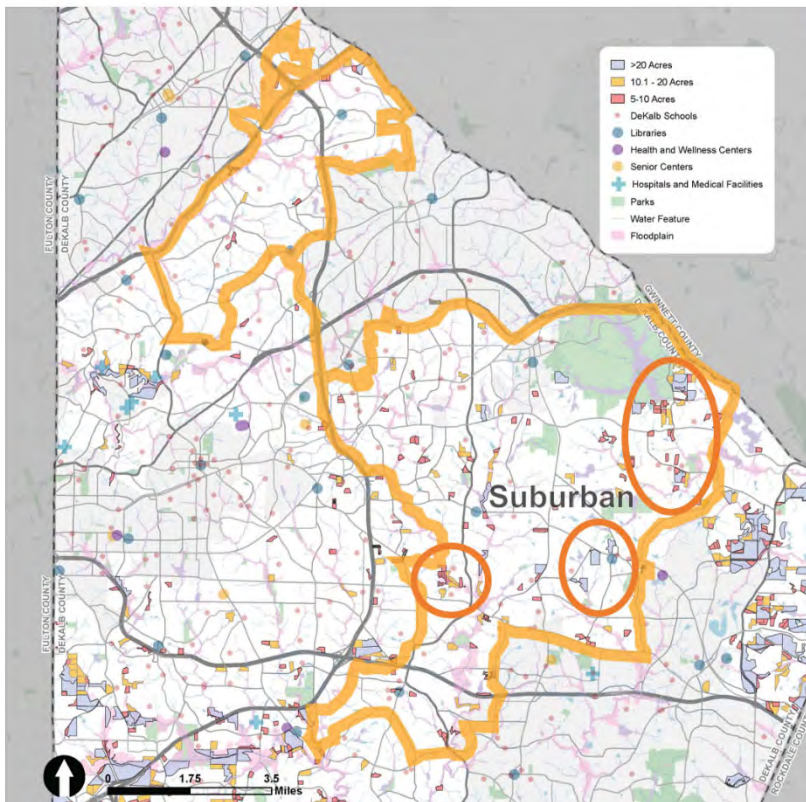 >20 Acres
10.1 - 20 Acres
5-10 Acres
DeKalb Schools
Libraries
Health and Wellness Centers
Senior Centers
Hospitals and Medical Facilities
Parks
Water Feature
Floodplain
FULTON COUNTY
DEKALB COUNTY
GWINNETT COUNTY
DEKALB COUNTY
Suburban
FULTON COUNTY
DEKALB COUNTY
DEKALB COUNTY
ROCKDALE COUNTY
0 1.75 3.5
Miles